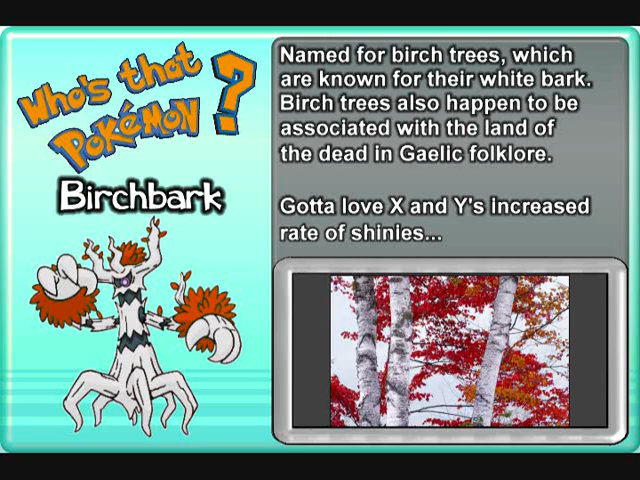 Who's that
Pokémon?
Birchbark
Named for birch trees, which
are known for their white bark.
Birch trees also happen to be
associated with the land of
the dead in Gaelic folklore.
Gotta love X and Y's increased
rate of shinies...